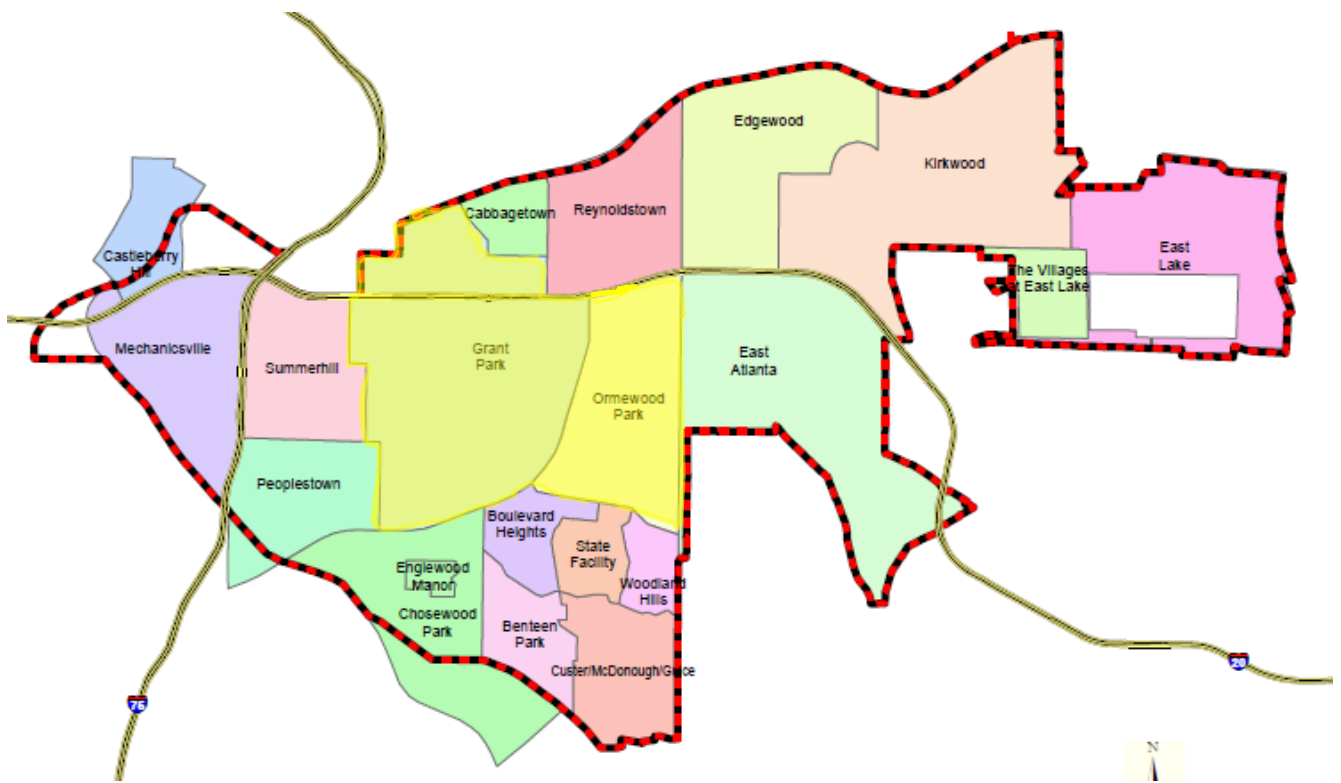 Edgewood
Kirkwood
Cabbagetown
Reynoldstown
East
Lake
Castleberry
Hill
The Villages
at East Lake
Mechanicsville
Summerhill
Grant
Park
East
Atlanta
Ormewood
Park
Peoplestown
Boulevard
Heights
State
Facility
Englewood
Manor
Woodland
Hills
Chosewood
Park
Benteen
Park
Custer/McDonough/Guice
20
75
N